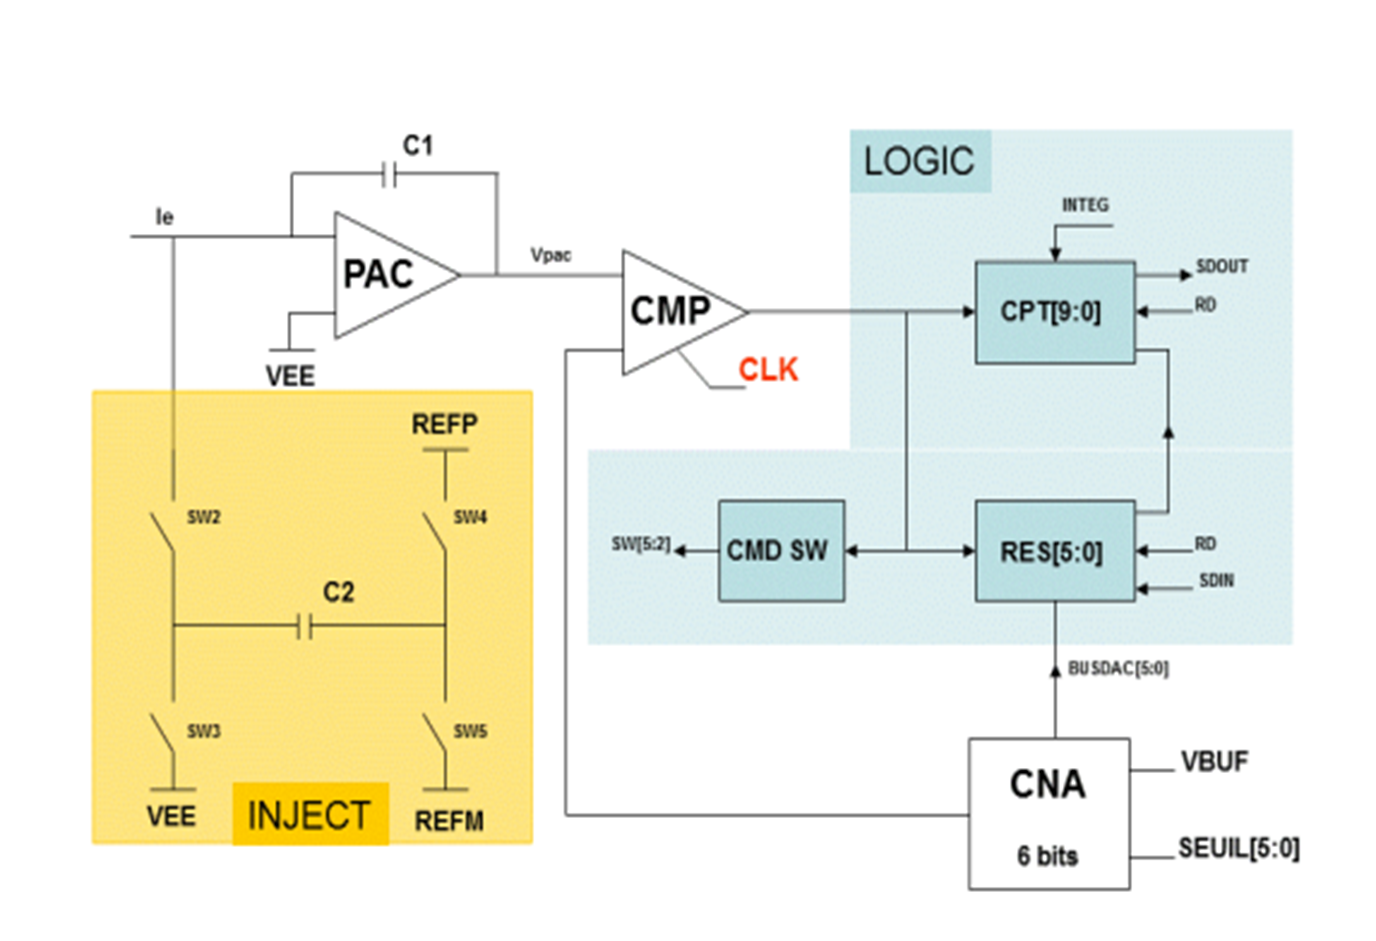 C1
LOGIC
Ie
INTEG
PAC
Vpac
CMP
CPT[9:0]
SDOUT
RD
VEE
CLK
REFP
SW2
SW4
SW[5:2]
CMD SW
RES[5:0]
RD
SDIN
C2
BUSDAC[5:0]
SW3
SW5
VEE
INJECT
REFM
CNA
6 bits
VBUF
SEUIL[5:0]